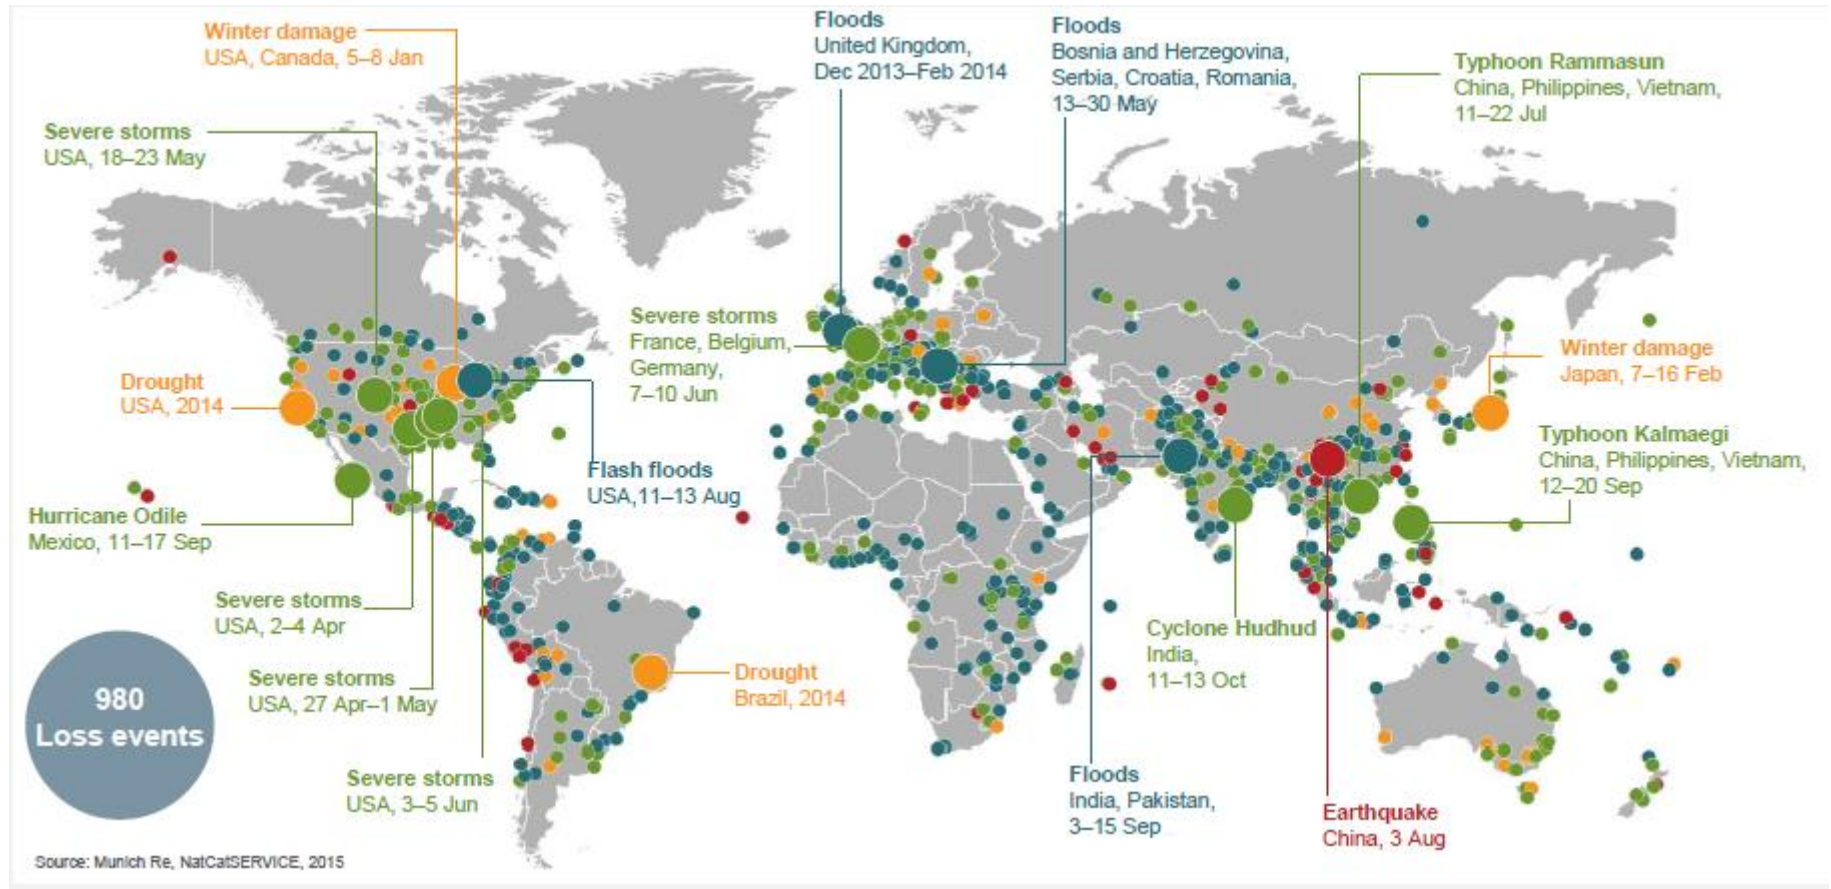 Winter damage
USA, Canada, 5–8 Jan
Floods
United Kingdom,
Dec 2013–Feb 2014
Floods
Bosnia and Herzegovina,
Serbia, Croatia, Romania,
13–30 May
Typhoon Rammasun
China, Philippines, Vietnam,
11–22 Jul
Severe storms
USA, 18–23 May
Severe storms
France, Belgium,
Germany,
7–10 Jun
Winter damage
Japan, 7–16 Feb
Drought
USA, 2014
Typhoon Kalmaegi
China, Philippines, Vietnam,
12–20 Sep
Flash floods
USA,11–13 Aug
Hurricane Odile
Mexico, 11–17 Sep
Severe storms
USA, 2–4 Apr
Cyclone Hudhud
India,
11–13 Oct
Severe storms
USA, 27 Apr–1 May
Drought
Brazil, 2014
980
Loss events
Severe storms
USA, 3–5 Jun
Floods
India, Pakistan,
3–15 Sep
Earthquake
China, 3 Aug
Source: Munich Re, NatCatSERVICE, 2015